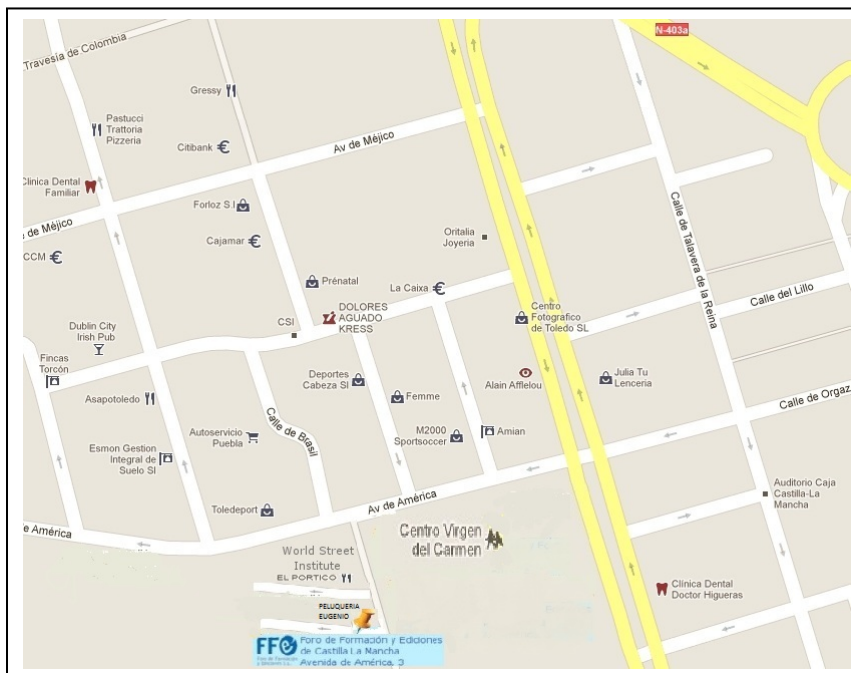 Travesía de Colombia
N-403a
Gressy
Pastucci
Trattoria
Pizzeria
Citibank
Av de Méjico
Clinica Dental
Familiar
Forloz S.l
de Méjico
Cajamar
CCM
Oritalia
Joyeria
Calle de Talavera de la Reina
Prénatal
La Caixa
Calle del Lillo
DOLORES
AGUADO
KRESS
CSI
Centro
Fotografico
de Toledo SL
Dublin City
Irish Pub
Fincas
Torcón
Deportes
Cabeza Sl
Alain Afflelou
Julia Tu
Lenceria
Asapotoledo
Femme
Calle de Orgaz
Calle de Brasil
Autoservicio
Puebla
M2000
Sportsoccer
Amian
Esmon Gestion
Integral de
Suelo Sl
Auditorio Caja
Castilla-La
Mancha
Toledeport
Av de América
de América
Centro Virgen
del Carmen
World Street
Institute
EL PORTICO
Clínica Dental
Doctor Higueras
PELUQUERIA
EUGENIO
FFe
Foro de Formación y Ediciones
de Castilla La Mancha
Avenida de América, 3